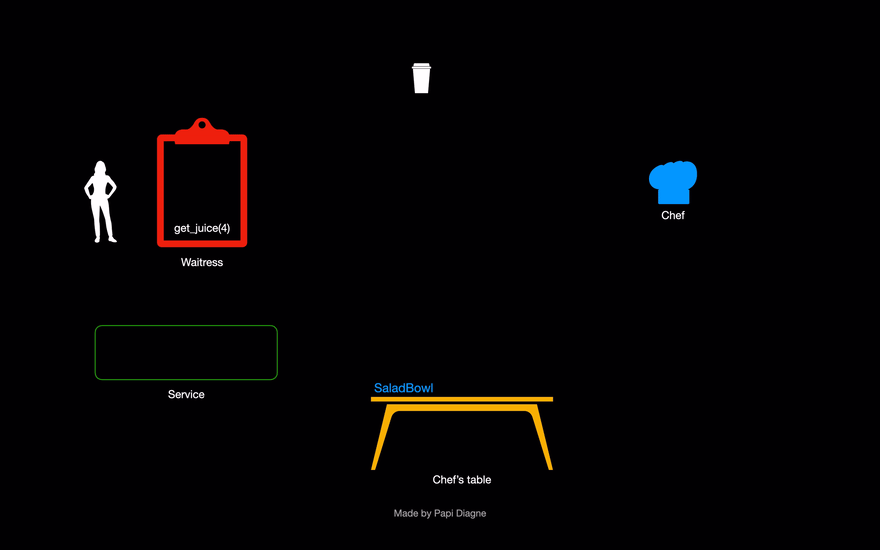 get_juice(4)
Chef
Waitress
SaladBowl
Service
Chef's table
Made by Papi Diagne